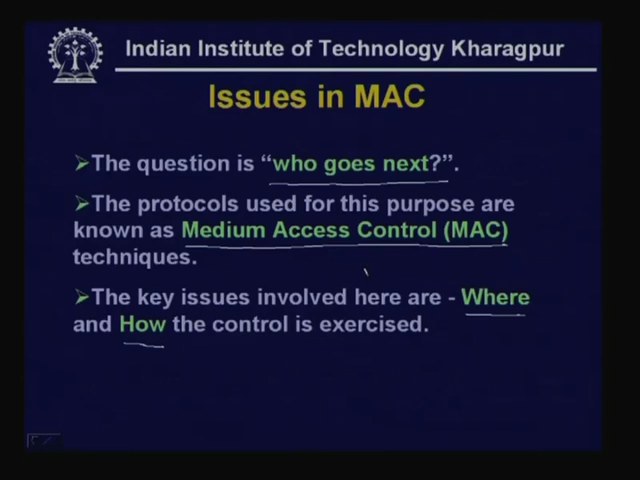 Indian Institute of Technology Kharagpur
Issues in MAC
➢The question is “who goes next?”.
➢The protocols used for this purpose are
known as Medium Access Control (MAC)
techniques.
➢The key issues involved here are - Where
and How the control is exercised.